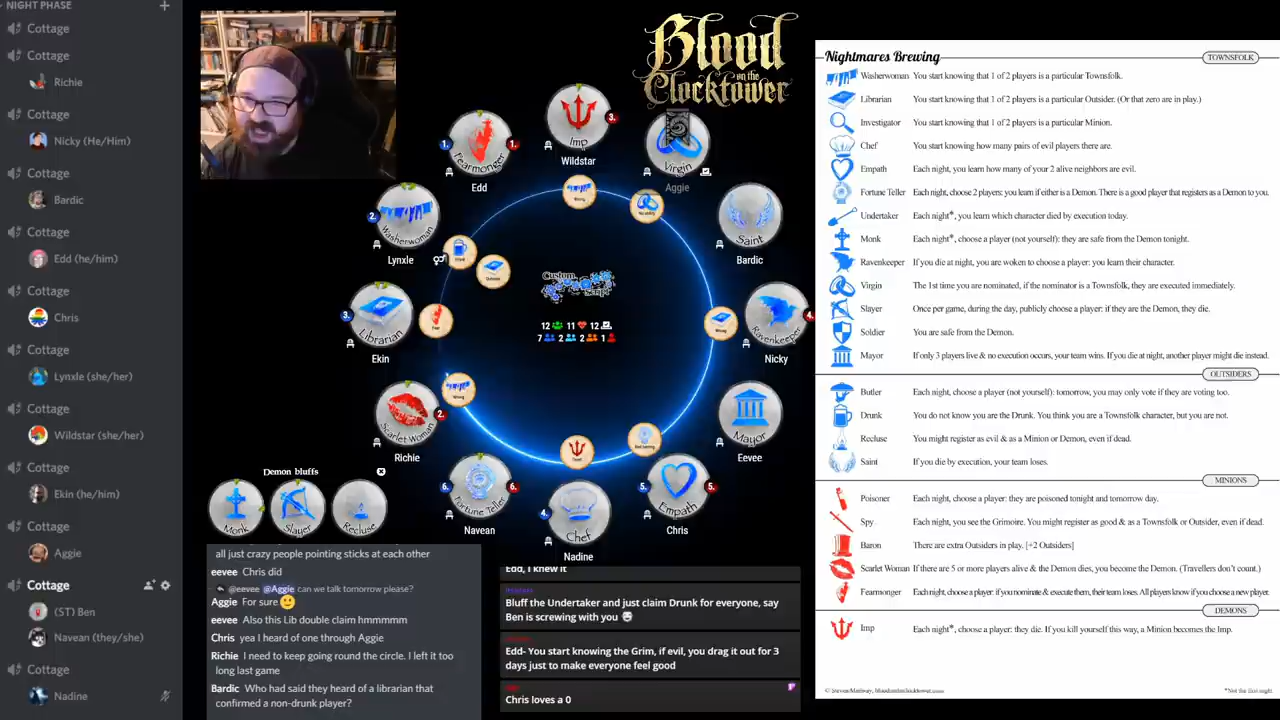 NIGHT PHASE
Cottage
Cottage
Richie
Cottage
Nicky (He/Him)
Cottage
Bardic
Cottage
Edd (he/him)
Cottage
Chris
Cottage
Lynxle (she/her)
Cottage
Wildstar (she/her)
Cottage
Ekin (he/him)
Cottage
Aggie
Cottage
(ST) Ben
Navean (they/she)
Cottage
Nadine
Blood
on the
Clocktower
Imp
3.
Wildstar
1.
Fearmonger
1.
Edd
Virgin
Aggie
2.
Washerwoman
Lynxle
Saint
Bardic
3.
Librarian
Ekin
Ravenkeeper
4.
Nicky
Scarlet Woman
2.
Richie
Mayor
Eevee
6.
Fortune Teller
6.
Navean
4.
Chef
Nadine
5.
Empath
5.
Chris
Custom
Script
12 11 12
7 2 2 1
Demon bluffs
Monk
Slayer
Recluse
all just crazy people pointing sticks at each other
eevee Chris did
@eevee @Aggie can we talk tomorrow please?
Aggie For sure 🙂
eevee Also this Lib double claim hmmmmm
Chris yea I heard of one through Aggie
Richie I need to keep going round the circle. I left it too
long last game
Bardic Who had said they heard of a librarian that
confirmed a non-drunk player?
Edd, I knew it
Bluff the Undertaker and just claim Drunk for everyone, say
Ben is screwing with you
Edd- You start knowing the Grim, if evil, you drag it out for 3
days just to make everyone feel good
Chris loves a 0
Nightmares Brewing
TOWNSFOLK
Washerwoman You start knowing that 1 of 2 players is a particular Townsfolk.
Librarian You start knowing that 1 of 2 players is a particular Outsider. (Or that zero are in play.)
Investigator You start knowing that 1 of 2 players is a particular Minion.
Chef You start knowing how many pairs of evil players there are.
Empath Each night, you learn how many of your 2 alive neighbors are evil.
Fortune Teller Each night, choose 2 players: you learn if either is a Demon. There is a good player that registers as a Demon to you.
Undertaker Each night*, you learn which character died by execution today.
Monk Each night*, choose a player (not yourself): they are safe from the Demon tonight.
Ravenkeeper If you die at night, you are woken to choose a player: you learn their character.
Virgin The 1st time you are nominated, if the nominator is a Townsfolk, they are executed immediately.
Slayer Once per game, during the day, publicly choose a player: if they are the Demon, they die.
Soldier You are safe from the Demon.
Mayor If only 3 players live & no execution occurs, your team wins. If you die at night, another player might die instead.
OUTSIDERS
Butler Each night, choose a player (not yourself): tomorrow, you may only vote if they are voting too.
Drunk You do not know you are the Drunk. You think you are a Townsfolk character, but you are not.
Recluse You might register as evil & as a Minion or Demon, even if dead.
Saint If you die by execution, your team loses.
MINIONS
Poisoner Each night, choose a player: they are poisoned tonight and tomorrow day.
Spy Each night, you see the Grimoire. You might register as good & as a Townsfolk or Outsider, even if dead.
Baron There are extra Outsiders in play. [+2 Outsiders]
Scarlet Woman If there are 5 or more players alive & the Demon dies, you become the Demon. (Travellers don't count.)
Fearmonger Each night, choose a player: if you nominate & execute them, their team loses. All players know if you choose a new player.
DEMONS
Imp Each night*, choose a player: they die. If you kill yourself this way, a Minion becomes the Imp.
*Not the first night